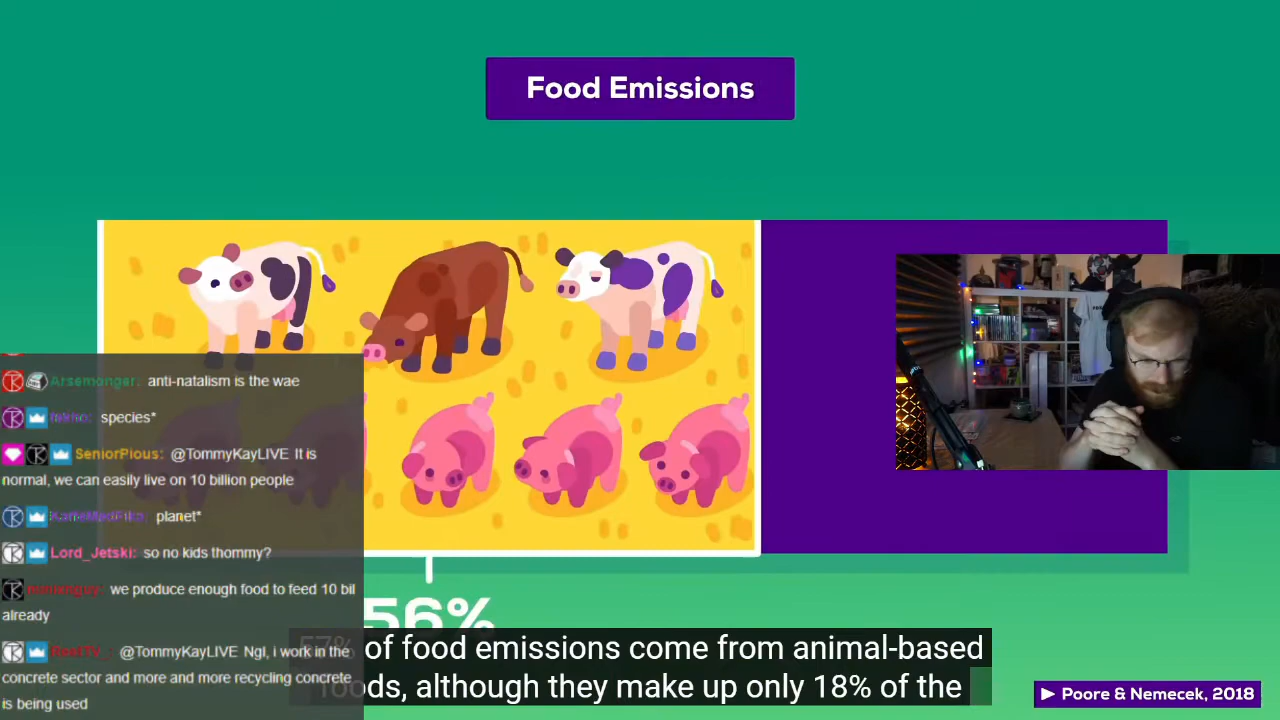 Food Emissions
Arsemonger: anti-natalism is the wae
species*
SeniorPious: @TommyKayLIVE It is
normal, we can easily live on 10 billion people
planet*
Lord_Jetski: so no kids thommy?
we produce enough food to feed 10 bil
already
@TommyKayLIVE Ngl, i work in the
concrete sector and more and more recycling concrete
is being used
56%
57% of food emissions come from animal-based
foods, although they make up only 18% of the
Poore & Nemecek, 2018